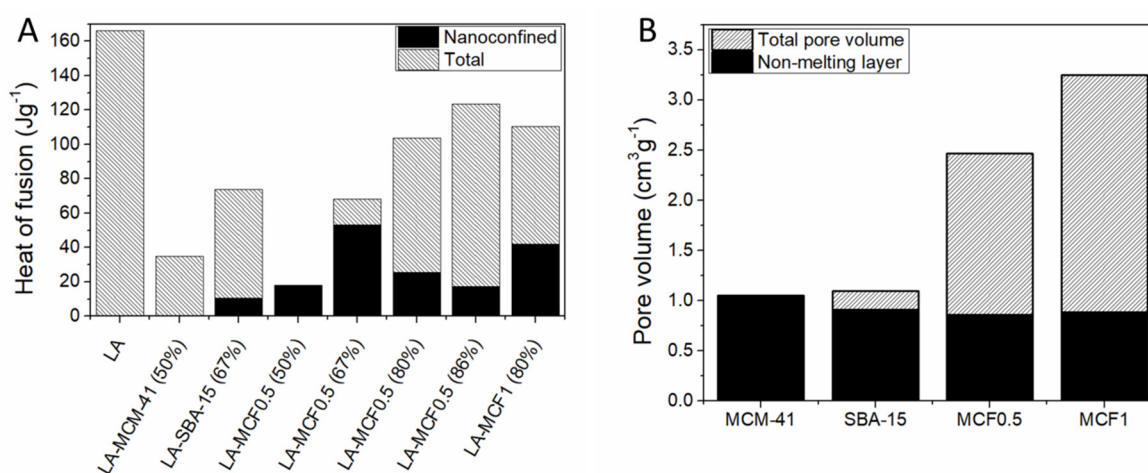 A
Nanoconfined
Total
Heat of fusion (Jg⁻¹)
160
140
120
100
80
60
40
20
0
LA
LA-MCM-41 (50%)
LA-SBA-15 (67%)
LA-MCF0.5 (50%)
LA-MCF0.5 (67%)
LA-MCF0.5 (80%)
LA-MCF0.5 (86%)
LA-MCF1 (80%)
B
Total pore volume
Non-melting layer
Pore volume (cm³g⁻¹)
3.5
3.0
2.5
2.0
1.5
1.0
0.5
0.0
MCM-41
SBA-15
MCF0.5
MCF1